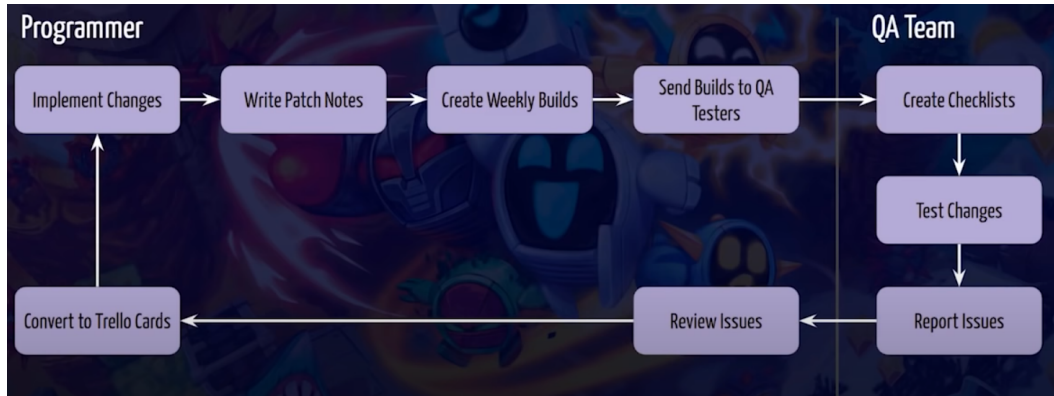 Programmer
QA Team
Implement Changes
Write Patch Notes
Create Weekly Builds
Send Builds to QA
Testers
Create Checklists
Test Changes
Report Issues
Review Issues
Convert to Trello Cards